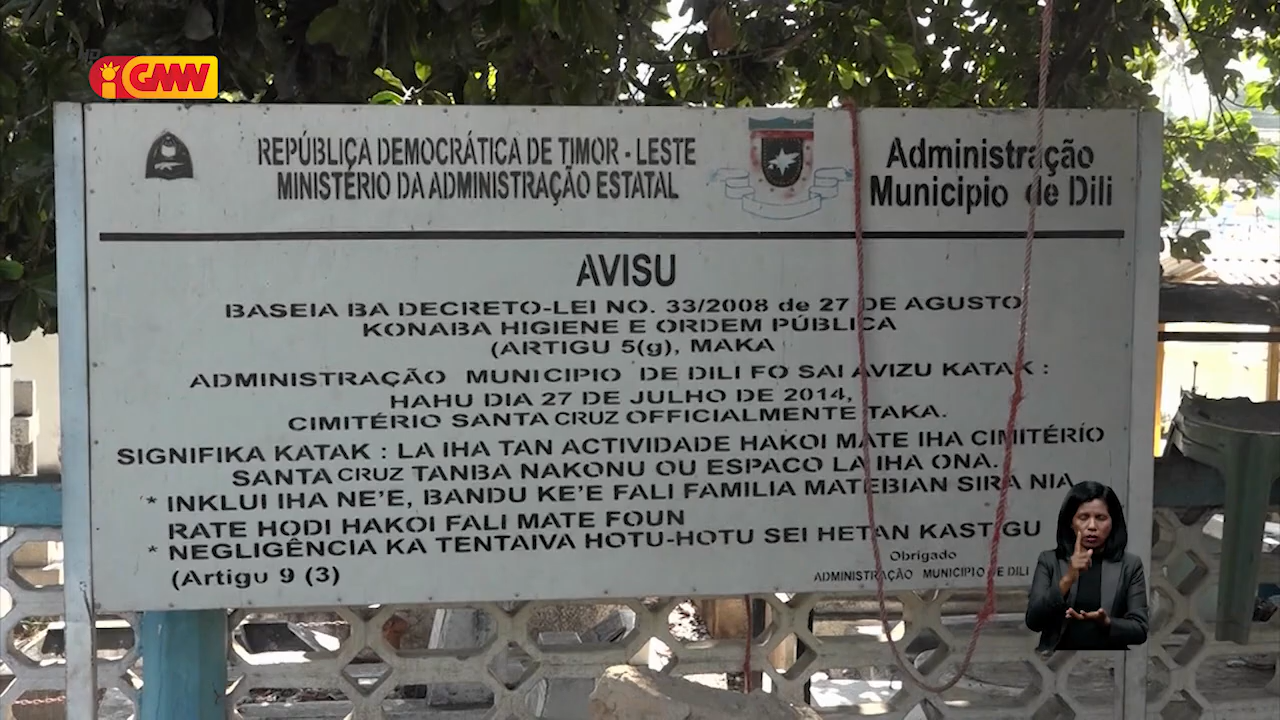 GMW
REPÚBLIÇA DEMOCRÁTICA DE TIMOR - LESTE
MINISTÉRIO DA ADMINISTRAÇÃO ESTATAL
Administração
Municipio de Dili
AVISU
BASEIA BA DECRETO-LEI NO. 33/2008 de 27 DE AGUSTO
KONABA HIGIENE E ORDEM PÚBLICA
(ARTIGU 5(g), MAKA
ADMINISTRAÇÃO MUNICIPIO DE DILI FO SAI AVIZU KATAK :
HAHU DIA 27 DE JULHO DE 2014,
CIMITÉRIO SANTA CRUZ OFFICIALMENTE TAKA.
SIGNIFIKA KATAK : LA IHA TAN ACTIVIDADE HAKOI MATE IHA CIMITÉRÍO
SANTA CRUZ TANBA NAKONU OU ESPACO LA IHA ONA.
* INKLUI IHA NE'E, BANDU KE'E FALI FAMILIA MATEBIAN SIRA NIA
RATE HODI HAKOI FALI MATE FOUN
* NEGLIGÊNCIA KA TENTAIVA HOTU-HOTU SEI HETAN KASTIGU
(Artigu 9 (3)
Obrigado
ADMINISTRAÇÃO MUNICIPIO DE DILI